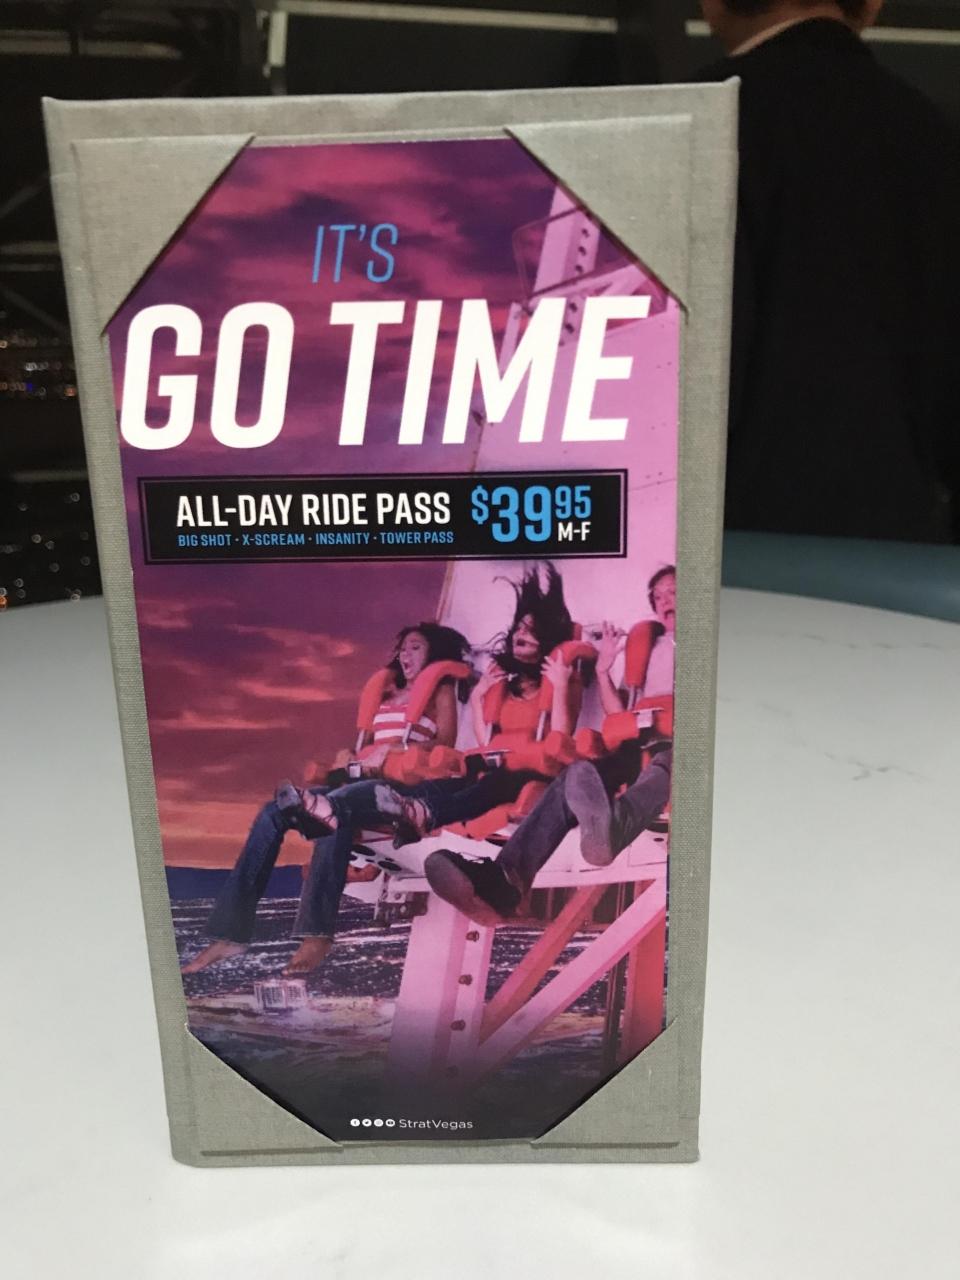 IT'S
GO TIME
ALL-DAY RIDE PASS $3995
BIG SHOT · X-SCREAM · INSANITY · TOWER PASS M-F
StratVegas